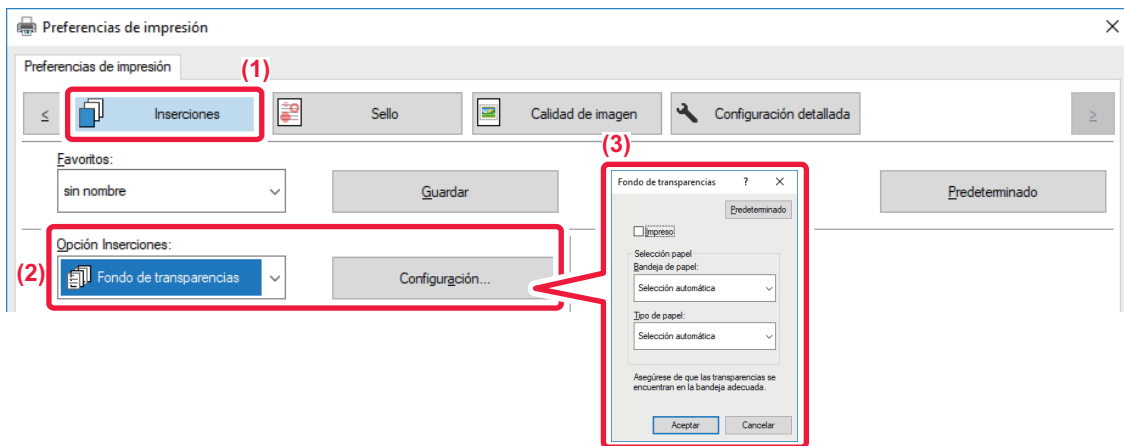 Preferencias de impresión
Preferencias de impresión
(1)
≤
Inserciones
Sello
Calidad de imagen
Configuración detallada
≥
(3)
Favoritos:
sin nombre
Guardar
Predeterminado
(2)
Opción Inserciones:
Fondo de transparencias
Configuración...
Fondo de transparencias ?
Predeterminado
Impreso
Selección papel
Bandeja de papel:
Selección automática
Tipo de papel:
Selección automática
Asegúrese de que las transparencias se
encuentran en la bandeja adecuada.
Aceptar Cancelar